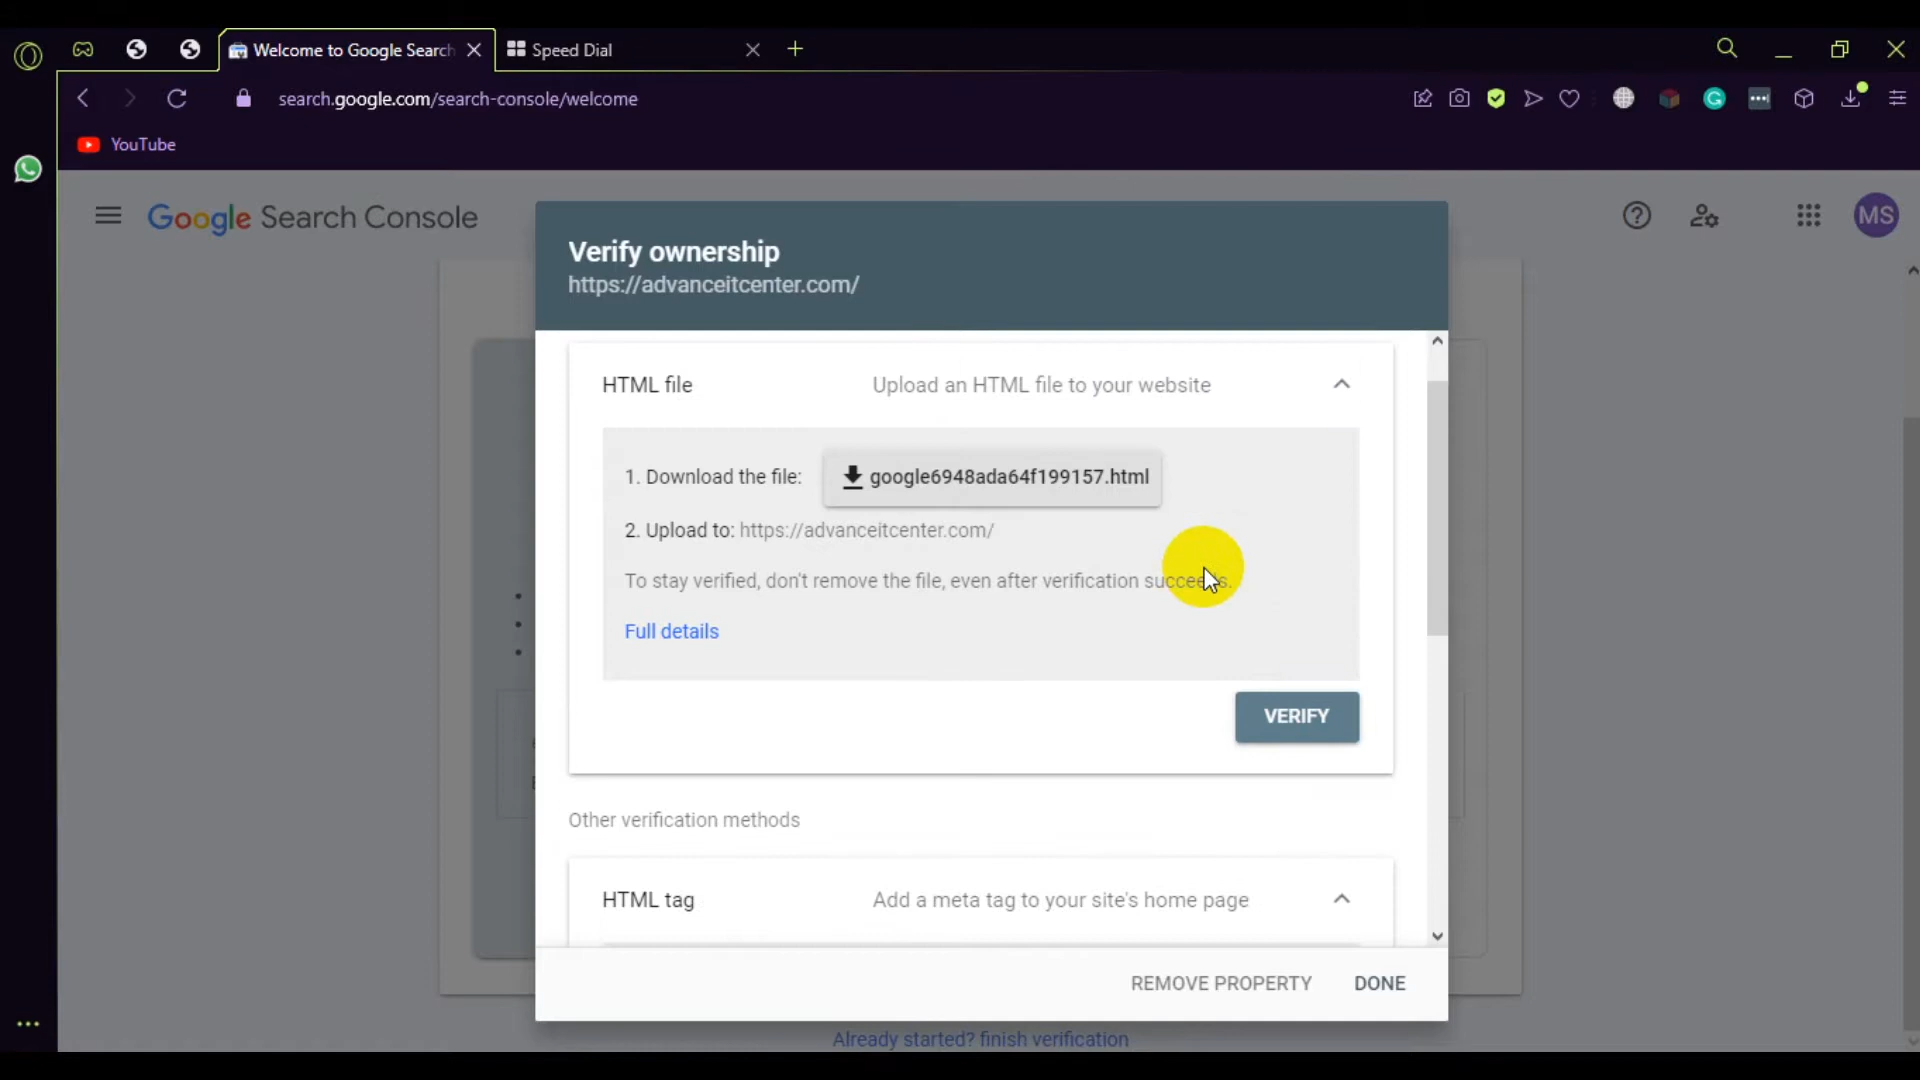 Welcome to Google Search
Speed Dial
search.google.com/search-console/welcome
YouTube
Google Search Console
MS
Verify ownership
https://advanceitcenter.com/
HTML file
Upload an HTML file to your website
1. Download the file:
google6948ada64f199157.html
2. Upload to: https://advanceitcenter.com/
To stay verified, don't remove the file, even after verification succeeds.
Full details
VERIFY
Other verification methods
HTML tag
Add a meta tag to your site's home page
REMOVE PROPERTY
DONE
Already started? finish verification